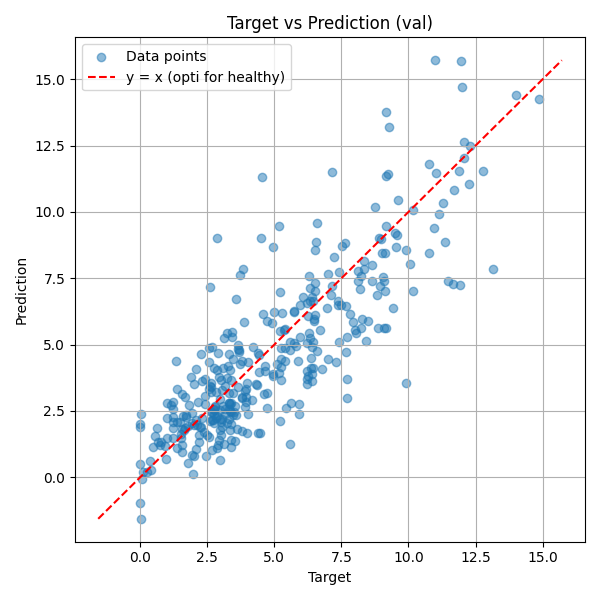 Target vs Prediction (val)
Data points
y = x (opti for healthy)
15.0
12.5
10.0
7.5
5.0
2.5
0.0
Prediction
0.0 2.5 5.0 7.5 10.0 12.5 15.0
Target